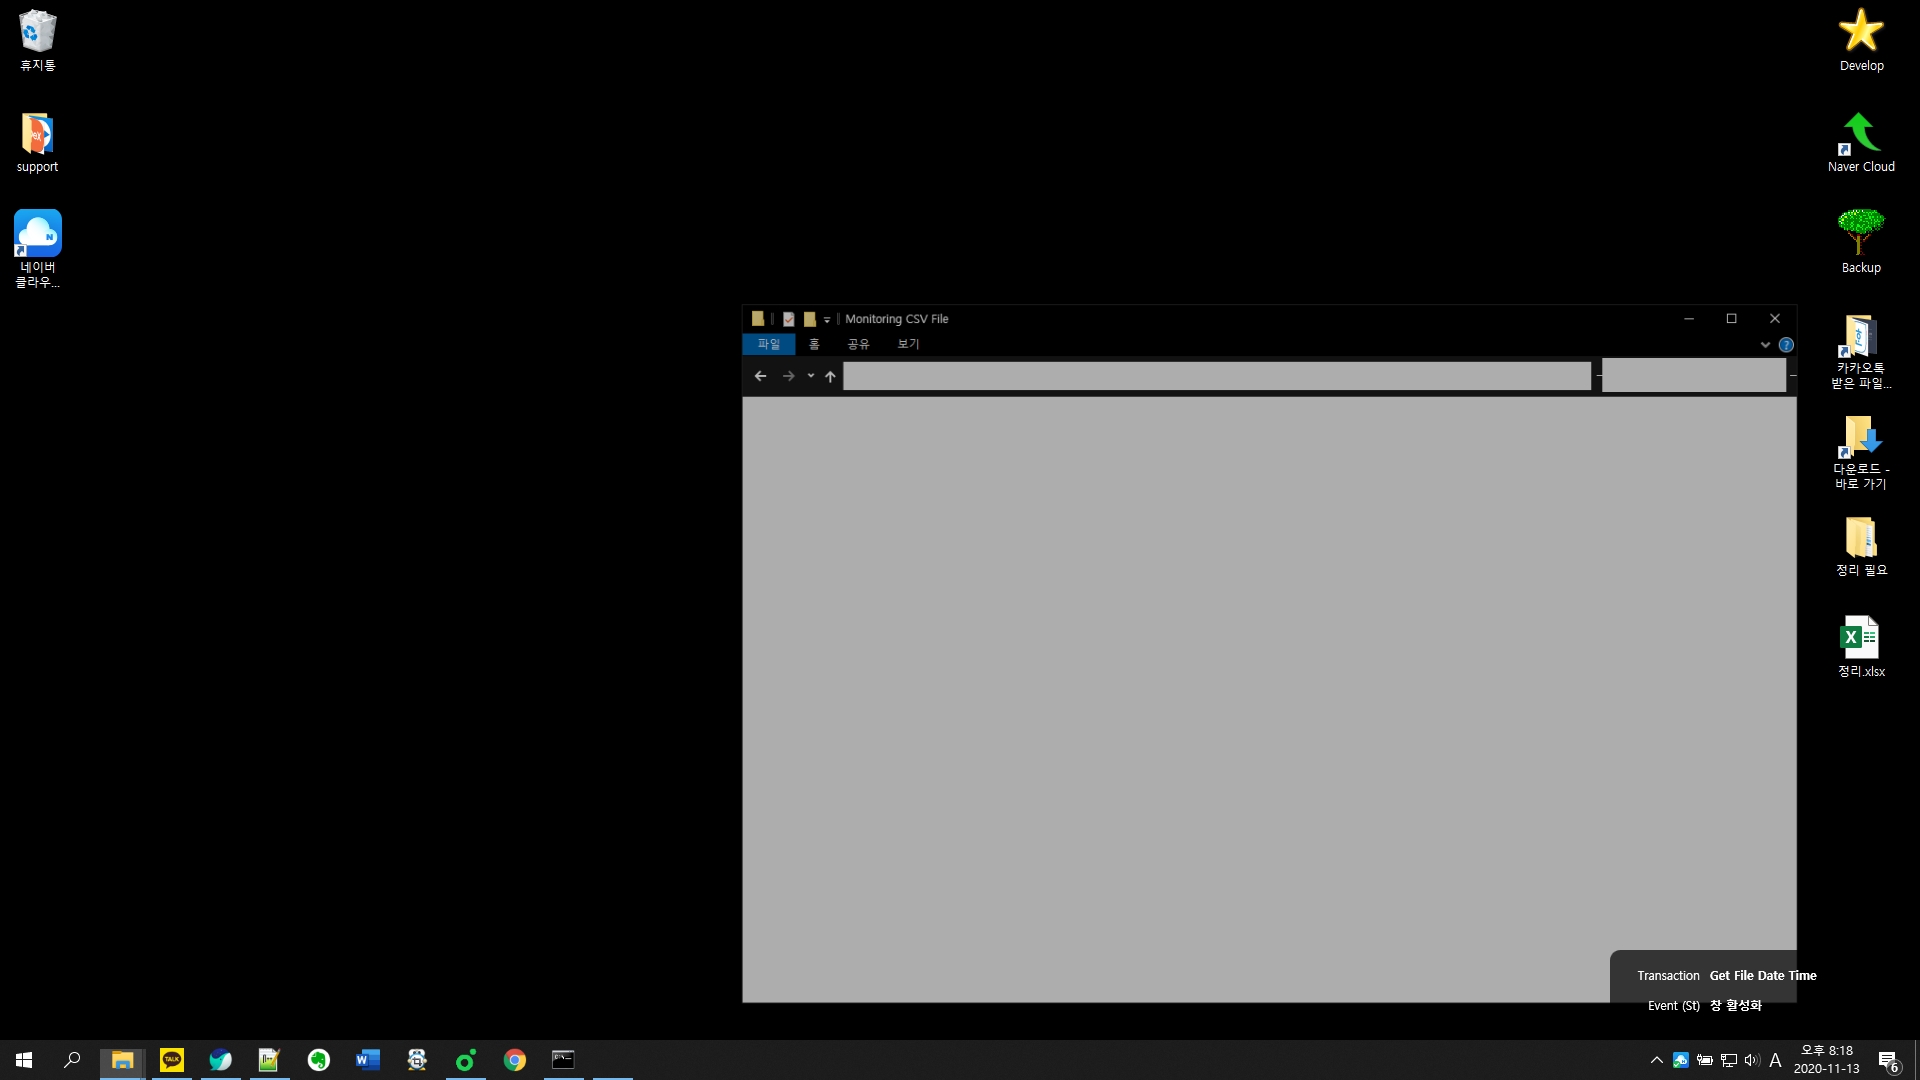 휴지통
support
네이버
클라우...
Develop
Naver Cloud
Backup
카카오톡
받은 파일...
다운로드 -
바로 가기
정리 필요
정리.xlsx
Monitoring CSV File
파일 홈 공유 보기
Transaction Get File Date Time
Event (St) 창 활성화
TALK
A
오후 8:18
2020-11-13
6